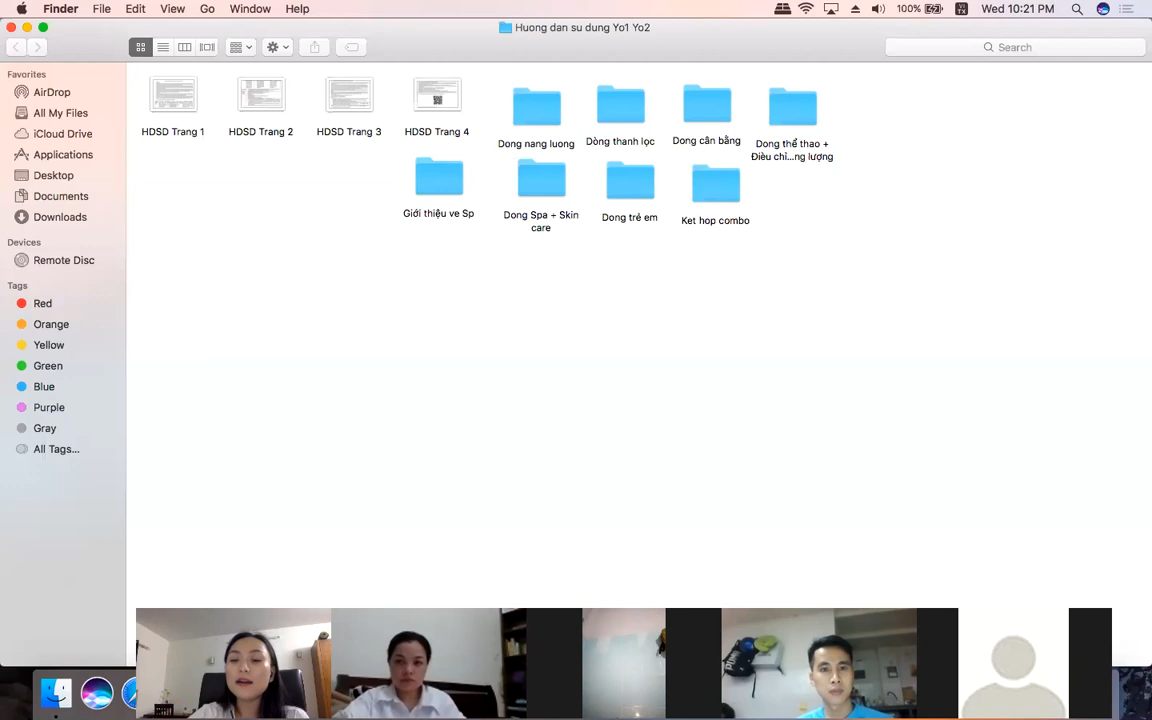 Finder File Edit View Go Window Help 100% Wed 10:21 PM
Huong dan su dung Yo1 Yo2
Search
Favorites
AirDrop
All My Files
iCloud Drive
Applications
Desktop
Documents
Downloads
Devices
Remote Disc
Tags
Red
Orange
Yellow
Green
Blue
Purple
Gray
All Tags...
HDSD Trang 1
HDSD Trang 2
HDSD Trang 3
HDSD Trang 4
Dong nang luong
Dòng thanh lọc
Dong cân bằng
Dong thể thao +
Điều chỉ...ng lượng
Giới thiệu ve Sp
Dong Spa + Skin
care
Dong trẻ em
Ket hop combo